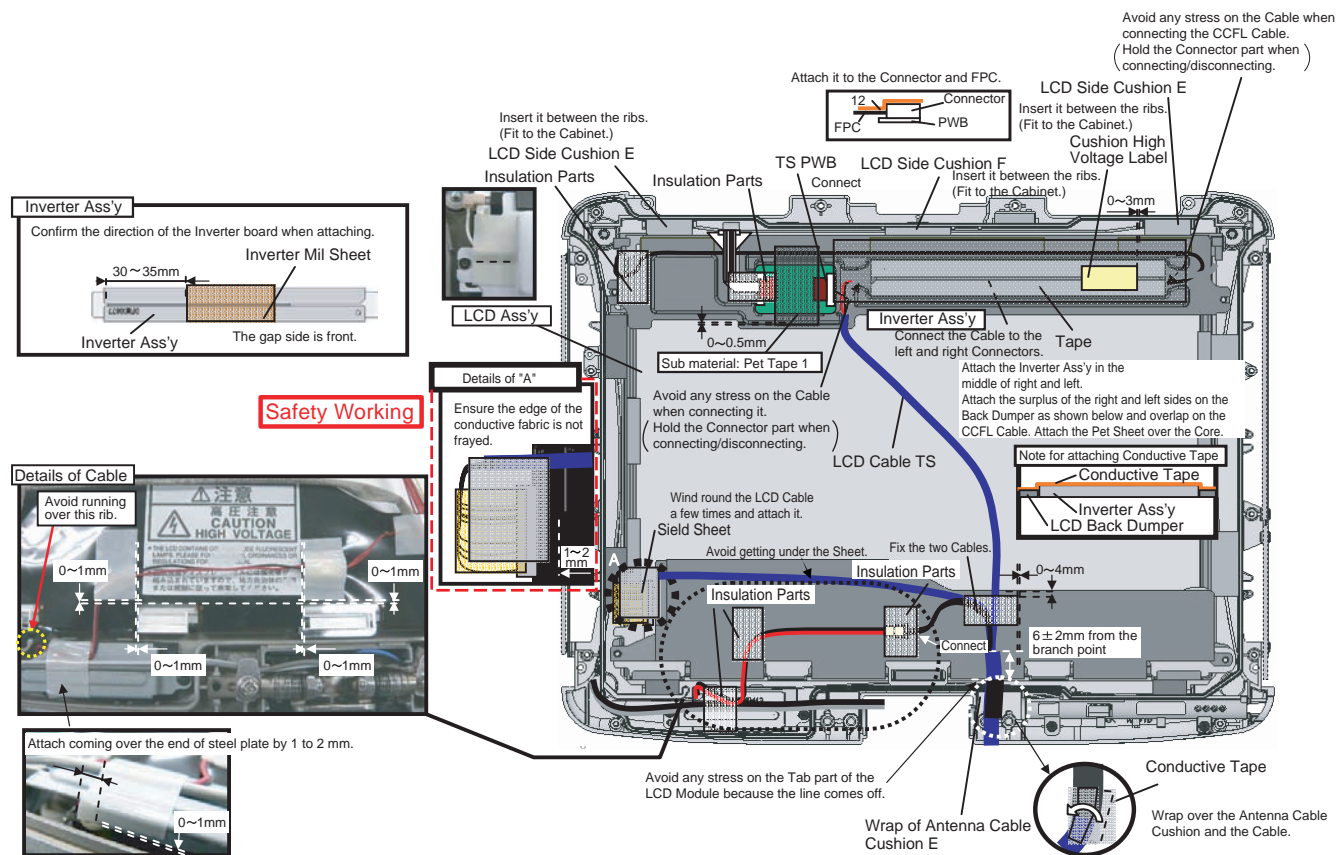 Avoid any stress on the Cable when
connecting the CCFL Cable.
(Hold the Connector part when
connecting/disconnecting.)
Attach it to the Connector and FPC.
12
Connector
FPC
PWB
LCD Side Cushion E
Insert it between the ribs.
(Fit to the Cabinet.)
Cushion High
Voltage Label
Insert it between the ribs.
(Fit to the Cabinet.)
LCD Side Cushion E
Insulation Parts
Insulation Parts
TS PWB
Connect
LCD Side Cushion F
Insert it between the ribs.
(Fit to the Cabinet.)
0～3mm
Inverter Ass'y
Confirm the direction of the Inverter board when attaching.
30～35mm
Inverter Mil Sheet
Inverter Ass'y
The gap side is front.
LCD Ass'y
0～0.5mm
Sub material: Pet Tape 1
Inverter Ass'y
Connect the Cable to the
left and right Connectors.
Tape
Attach the Inverter Ass'y in the
middle of right and left.
Attach the surplus of the right and left sides on the
Back Dumper as shown below and overlap on the
CCFL Cable. Attach the Pet Sheet over the Core.
Details of "A"
Safety Working
Ensure the edge of the
conductive fabric is not
frayed.
1～2
mm
Avoid any stress on the Cable
when connecting it.
(Hold the Connector part when
connecting/disconnecting.)
LCD Cable TS
Note for attaching Conductive Tape
Conductive Tape
Inverter Ass'y
LCD Back Dumper
Details of Cable
Avoid running
over this rib.
注意
高圧注意
CAUTION
HIGH VOLTAGE
0～1mm
0～1mm
0～1mm
0～1mm
Wind round the LCD Cable
a few times and attach it.
Sield Sheet
A
Avoid getting under the Sheet.
Fix the two Cables.
Insulation Parts
Insulation Parts
0～4mm
Connect
6±2mm from the
branch point
Attach coming over the end of steel plate by 1 to 2 mm.
0～1mm
Avoid any stress on the Tab part of the
LCD Module because the line comes off.
Wrap of Antenna Cable
Cushion E
Conductive Tape
Wrap over the Antenna Cable
Cushion and the Cable.